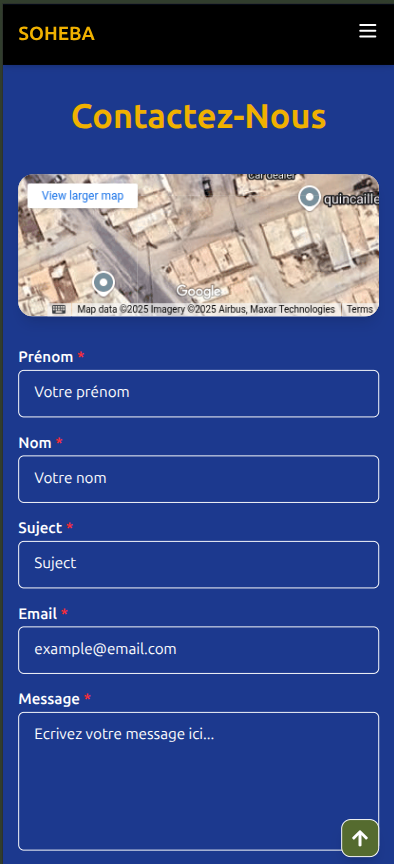 SOHEBA
Contactez-Nous
Car dealer
View larger map
quincaille
Google
Map data ©2025 Imagery ©2025 Airbus, Maxar Technologies
Terms
Prénom *
Votre prénom
Nom *
Votre nom
Suject *
Suject
Email *
example@email.com
Message *
Ecrivez votre message ici...